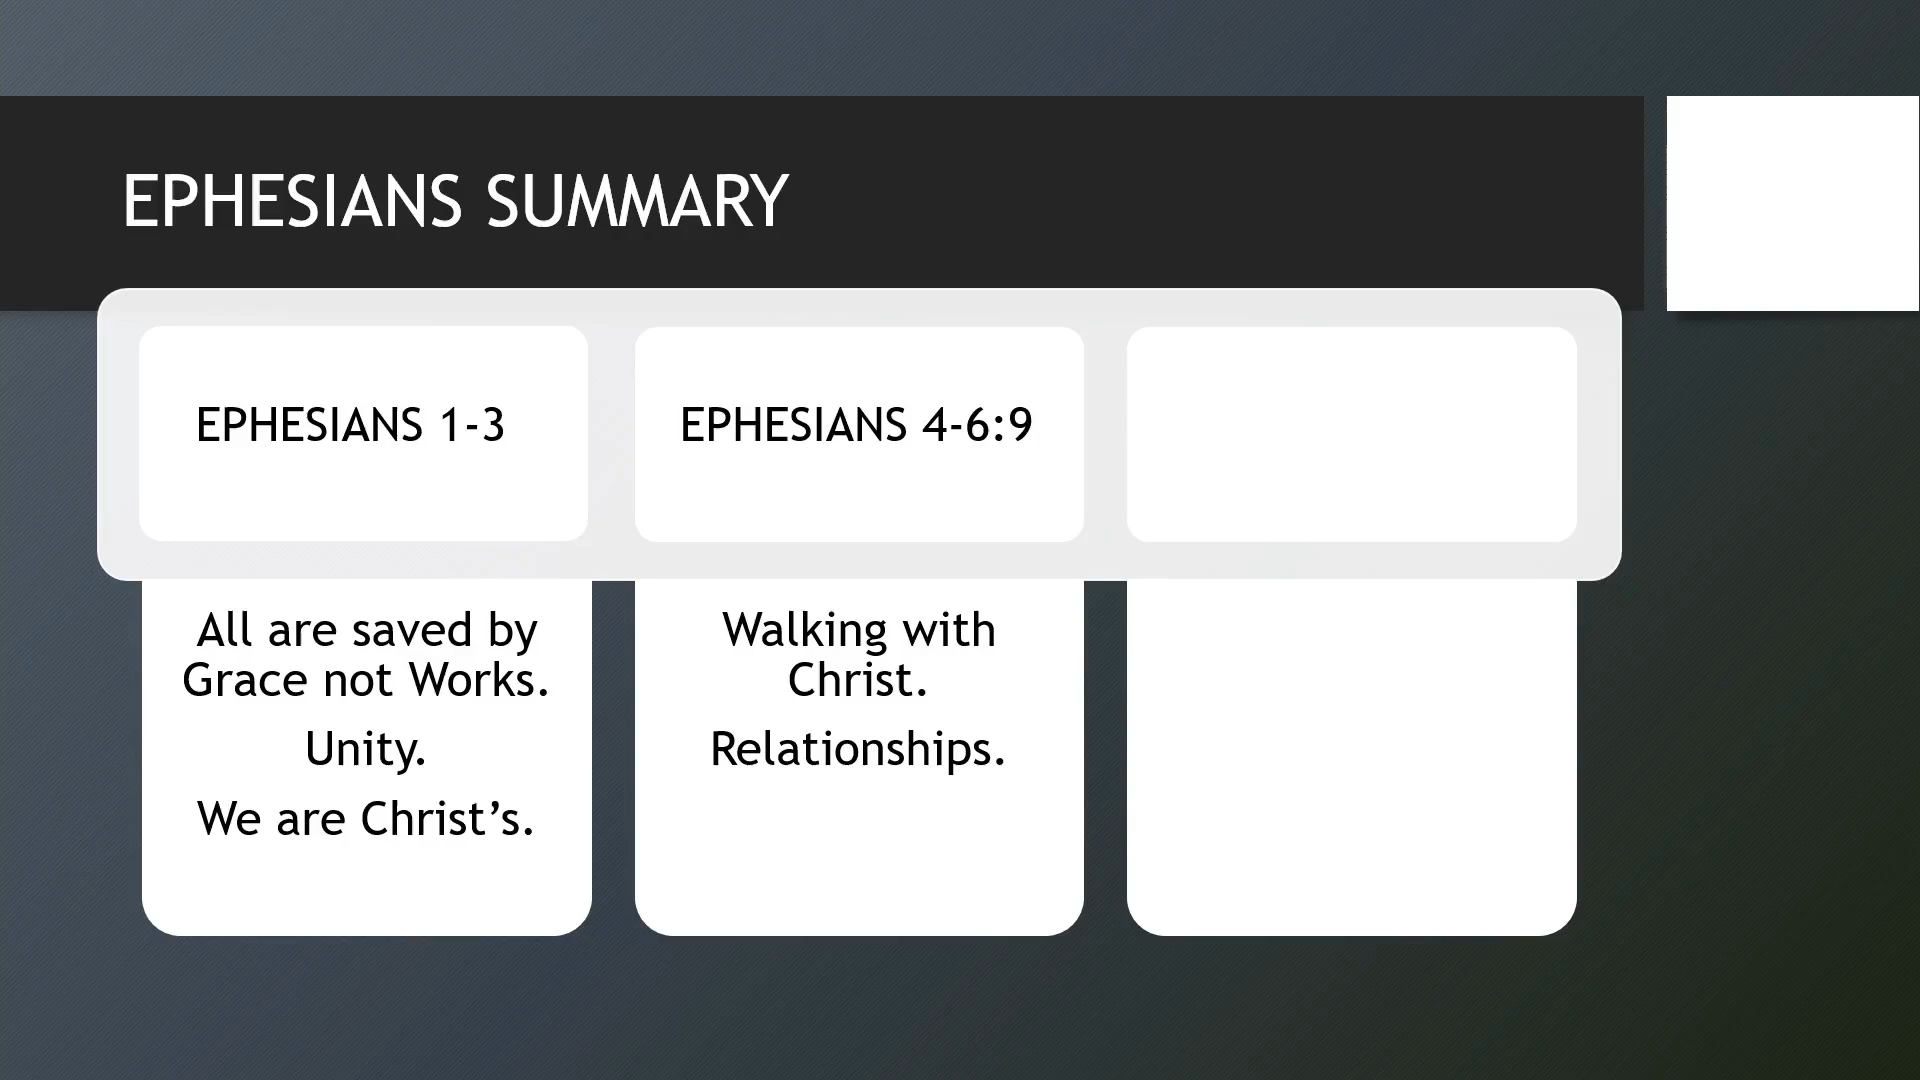 EPHESIANS SUMMARY
EPHESIANS 1-3
EPHESIANS 4-6:9
All are saved by
Grace not Works.
Unity.
We are Christ’s.
Walking with
Christ.
Relationships.